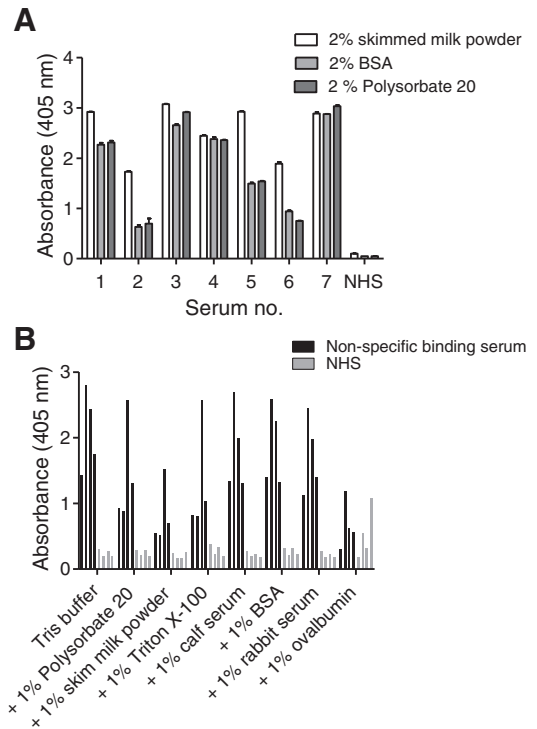 A
2% skimmed milk powder
2% BSA
2 % Polysorbate 20
Absorbance (405 nm)
4
3
2
1
0
1 2 3 4 5 6 7 NHS
Serum no.
B
Non-specific binding serum
NHS
Absorbance (405 nm)
3
2
1
0
Tris buffer
+ 1% Polysorbate 20
+ 1% skim milk powder
+ 1% Triton X-100
+ 1% calf serum
+ 1% BSA
+ 1% rabbit serum
+ 1% ovalbumin